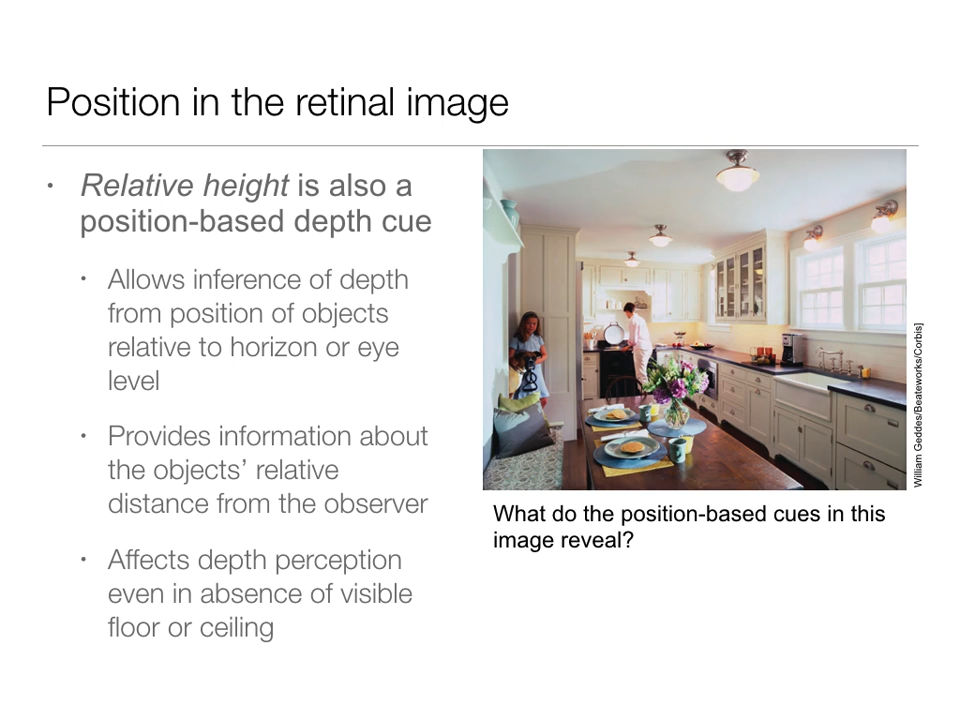 Position in the retinal image
• Relative height is also a
position-based depth cue
• Allows inference of depth
from position of objects
relative to horizon or eye
level
• Provides information about
the objects’ relative
distance from the observer
• Affects depth perception
even in absence of visible
floor or ceiling
William Geddes/Beateworks/Corbis]
What do the position-based cues in this
image reveal?